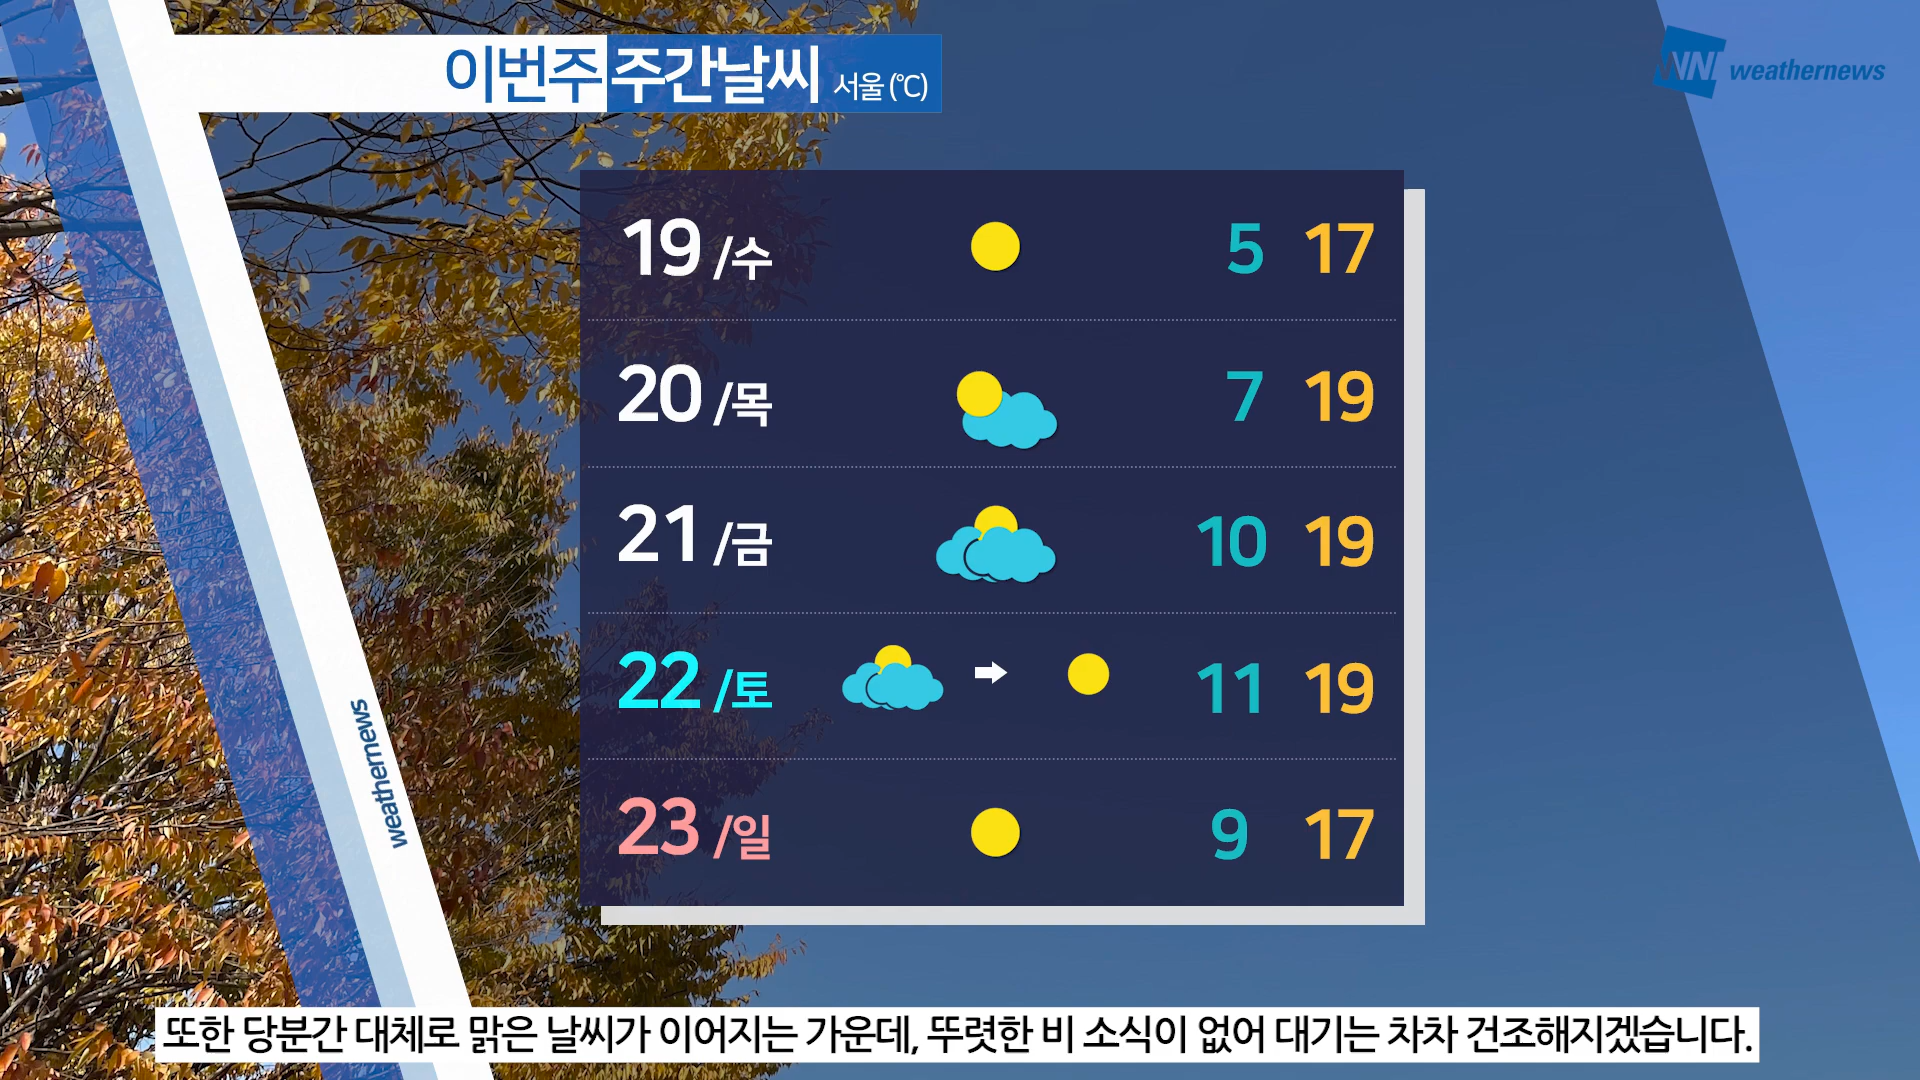 이번주 주간날씨 서울 (℃)
WNI weathernews
19 /수 5 17
20 /목 7 19
21 /금 10 19
22 /토 11 19
23 /일 9 17
weathernews
또한 당분간 대체로 맑은 날씨가 이어지는 가운데, 뚜렷한 비 소식이 없어 대기는 차차 건조해지겠습니다.